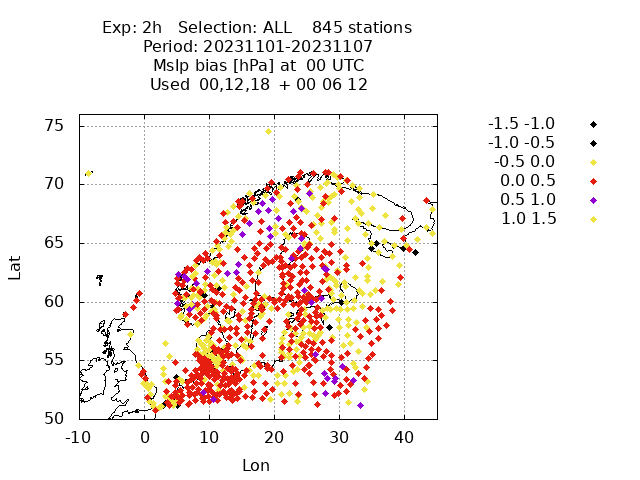 Exp: 2h   Selection: ALL    845 stations
Period: 20231101-20231107
Mslp bias [hPa] at  00 UTC
Used  00,12,18  + 00 06 12
-1.5 -1.0
-1.0 -0.5
-0.5 0.0
0.0 0.5
0.5 1.0
1.0 1.5
75
70
65
60
55
50
Lat
-10 0 10 20 30 40
Lon